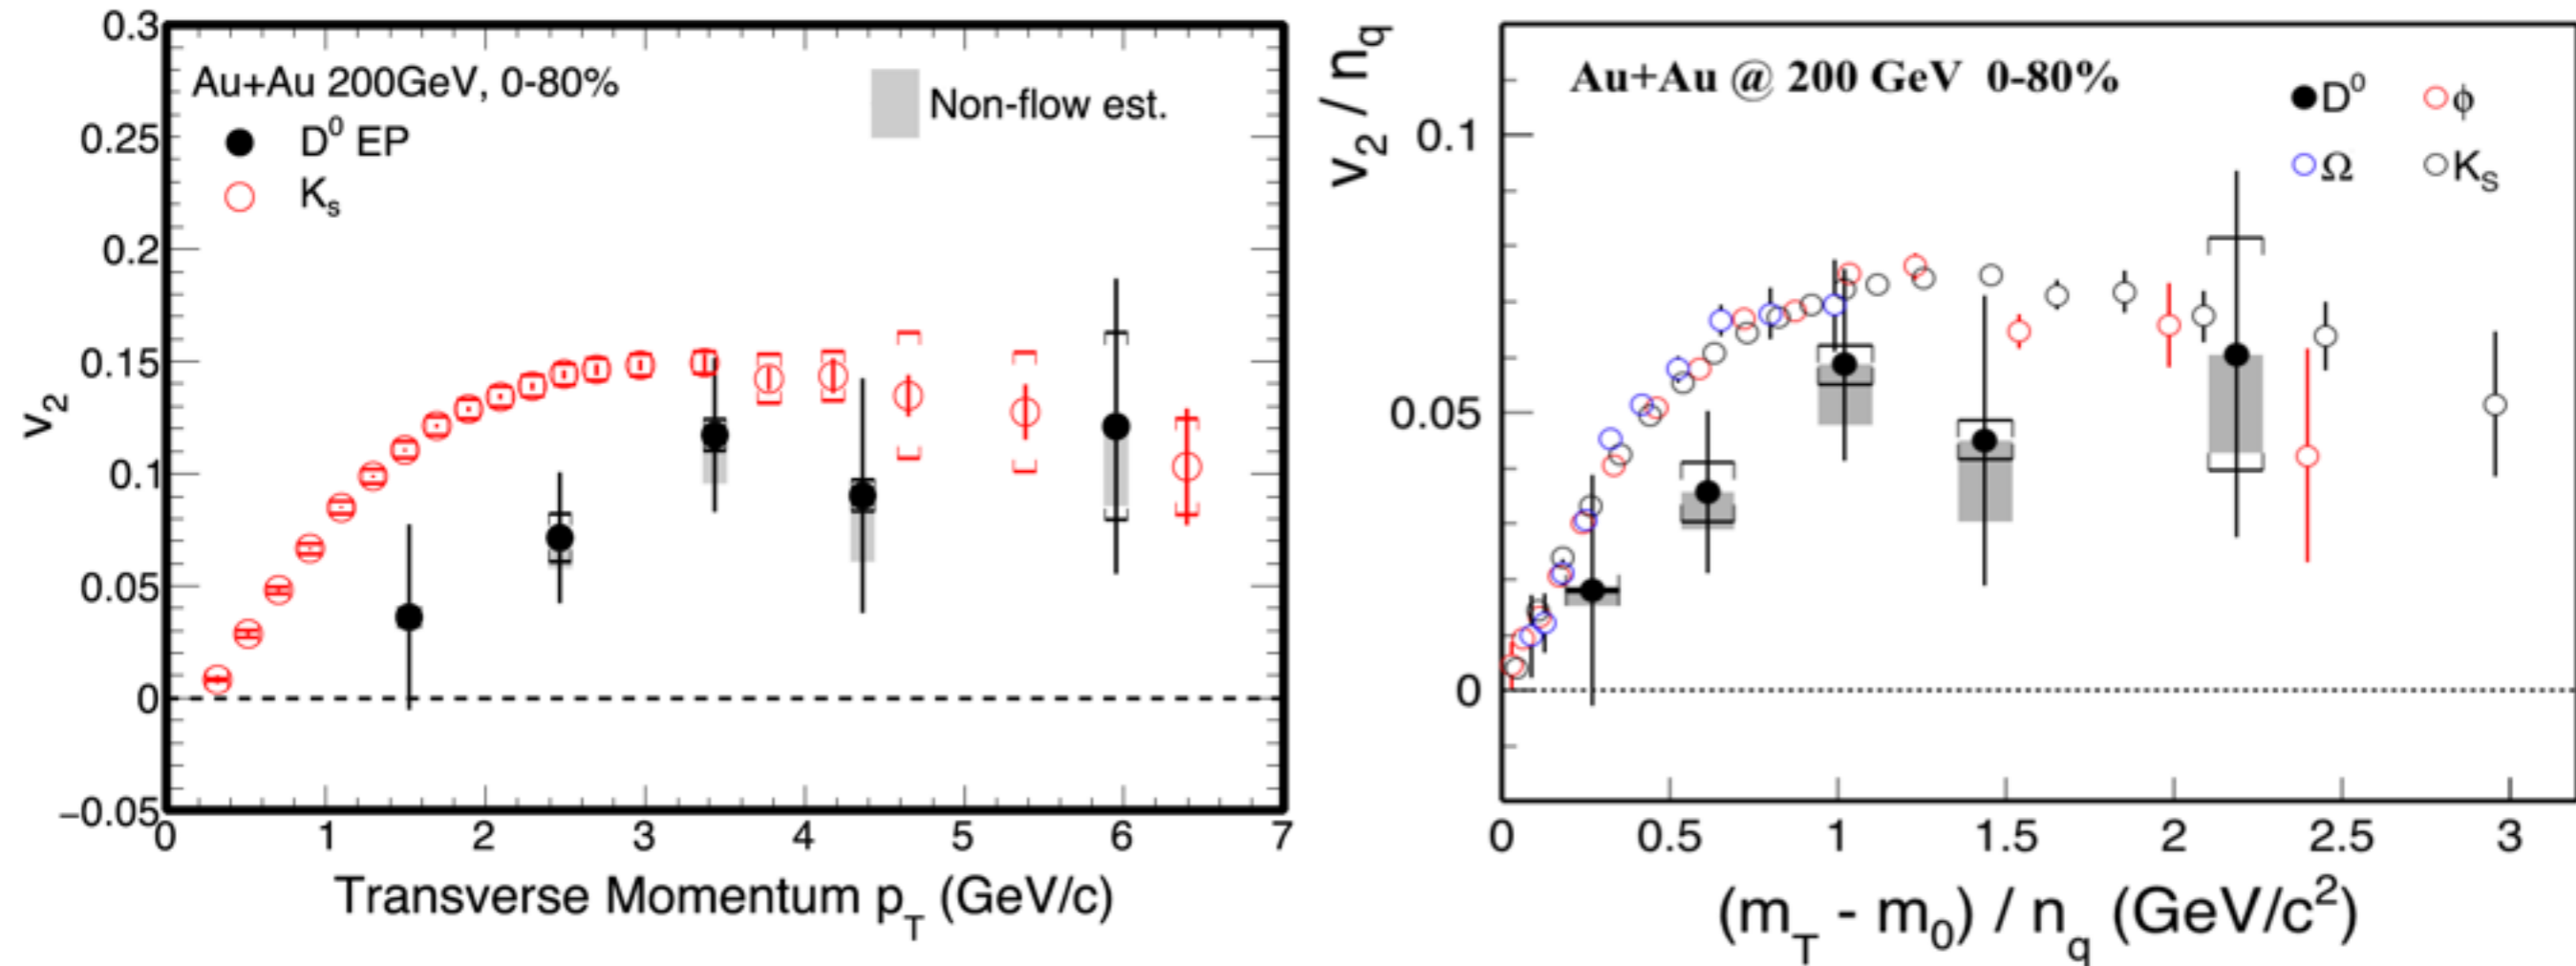 0.3
0.25
0.2
0.15
0.1
0.05
0
−0.05
v2
Au+Au 200GeV, 0-80%
D0 EP
Ks
Non-flow est.
0 1 2 3 4 5 6 7
Transverse Momentum pT (GeV/c)
v2 / nq
0.1
0.05
0
Au+Au @ 200 GeV 0-80%
D0 ϕ
Ω KS
0 0.5 1 1.5 2 2.5 3
(mT - m0) / nq (GeV/c2)